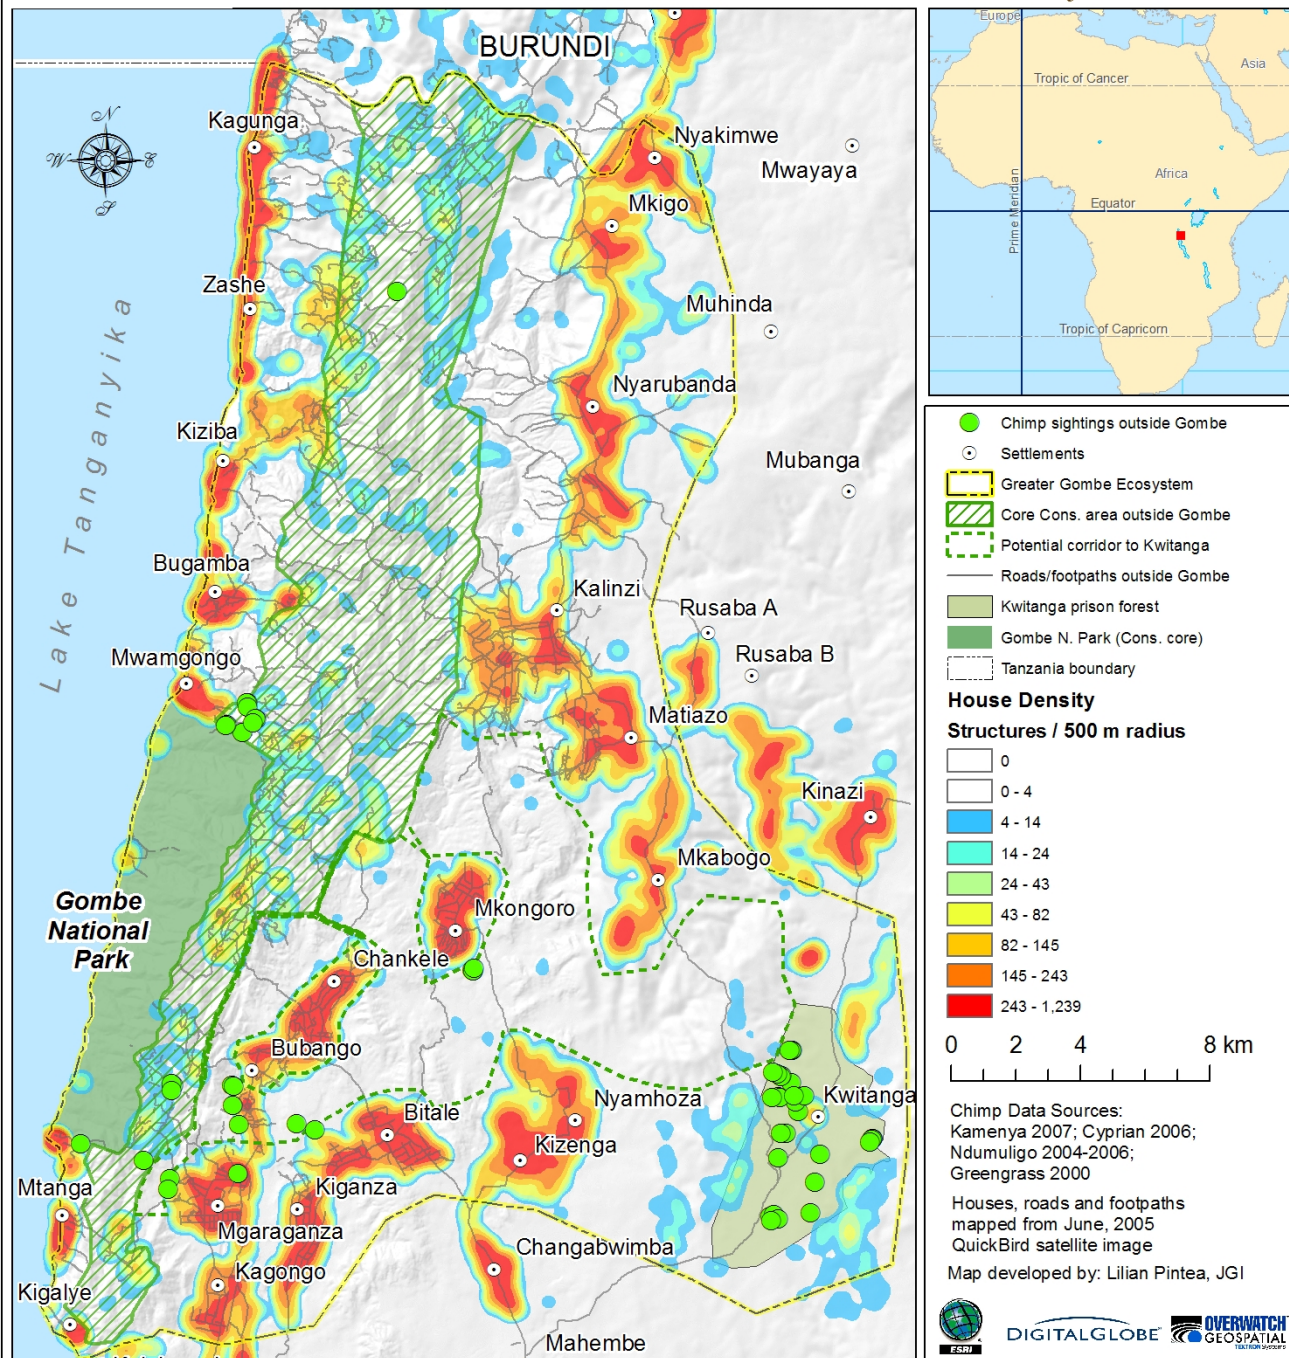 BURUNDI
N
W
E
S
Kagunga
Nyakimwe
Mwayaya
Mkigo
Zashe
Muhinda
Lake Tanganyika
Nyarubanda
Kiziba
Mubanga
Bugamba
Kalinzi
Rusaba A
Mwamgongo
Rusaba B
Matiazo
Kinazi
Mkabogo
Gombe
National
Park
Mkongoro
Chankele
Bubango
Bitale
Nyamhoza
Kwitanga
Kizenga
Mtanga
Kiganza
Mgaraganza
Changabwimba
Kagongo
Kigalye
Mahembe
Europe
Asia
Tropic of Cancer
Africa
Prime Meridian
Equator
Tropic of Capricorn
Chimp sightings outside Gombe
Settlements
Greater Gombe Ecosystem
Core Cons. area outside Gombe
Potential corridor to Kwitanga
Roads/footpaths outside Gombe
Kwitanga prison forest
Gombe N. Park (Cons. core)
Tanzania boundary
House Density
Structures / 500 m radius
0
0 - 4
4 - 14
14 - 24
24 - 43
43 - 82
82 - 145
145 - 243
243 - 1,239
0 2 4 8 km
Chimp Data Sources:
Kamenya 2007; Cyprian 2006;
Ndumuligo 2004-2006;
Greengrass 2000
Houses, roads and footpaths
mapped from June, 2005
QuickBird satellite image
Map developed by: Lilian Pintea, JGI
ESRI
DIGITALGLOBE
OVERWATCH
GEOSPATIAL
TEXTRON Systems